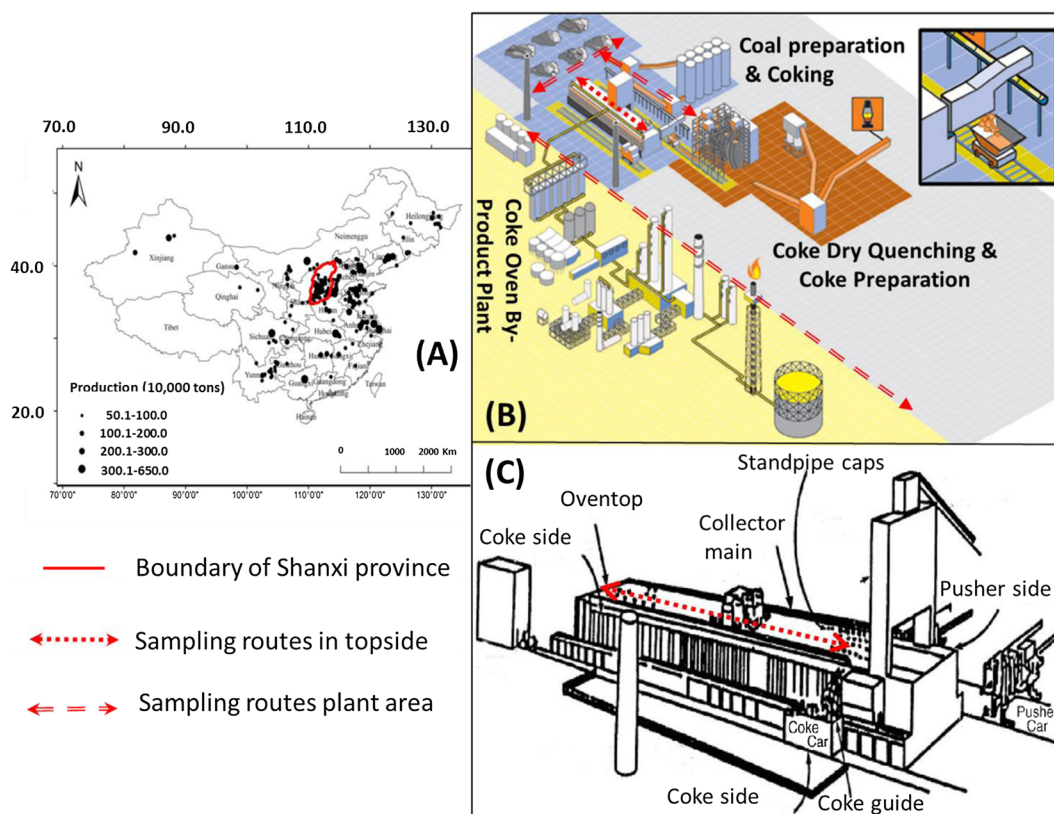 70.0 90.0 110.0 130.0
N
40.0
20.0
Heilongjiang
Jilin
Neimenggu
Xinjiang
Gansu
Qinghai
Tibet
Sichuan
Hubei
Zhejiang
Guangxi
Guangdong
Hongkong
Taiwan
Hainan
(A)
Production (10,000 tons)
50.1-100.0
100.1-200.0
200.1-300.0
300.1-650.0
0 1000 2000 Km
70°0'0" 80°0'0" 90°0'0" 100°0'0" 110°0'0" 120°0'0" 130°0'0"
Boundary of Shanxi province
Sampling routes in topside
Sampling routes plant area
Coal preparation
& Coking
Coke Oven By-
Product Plant
Coke Dry Quenching &
Coke Preparation
(B)
(C)
Standpipe caps
Oventop
Collector
main
Coke side
Pusher side
Pushe
Car
Coke
Car
Coke side
Coke guide